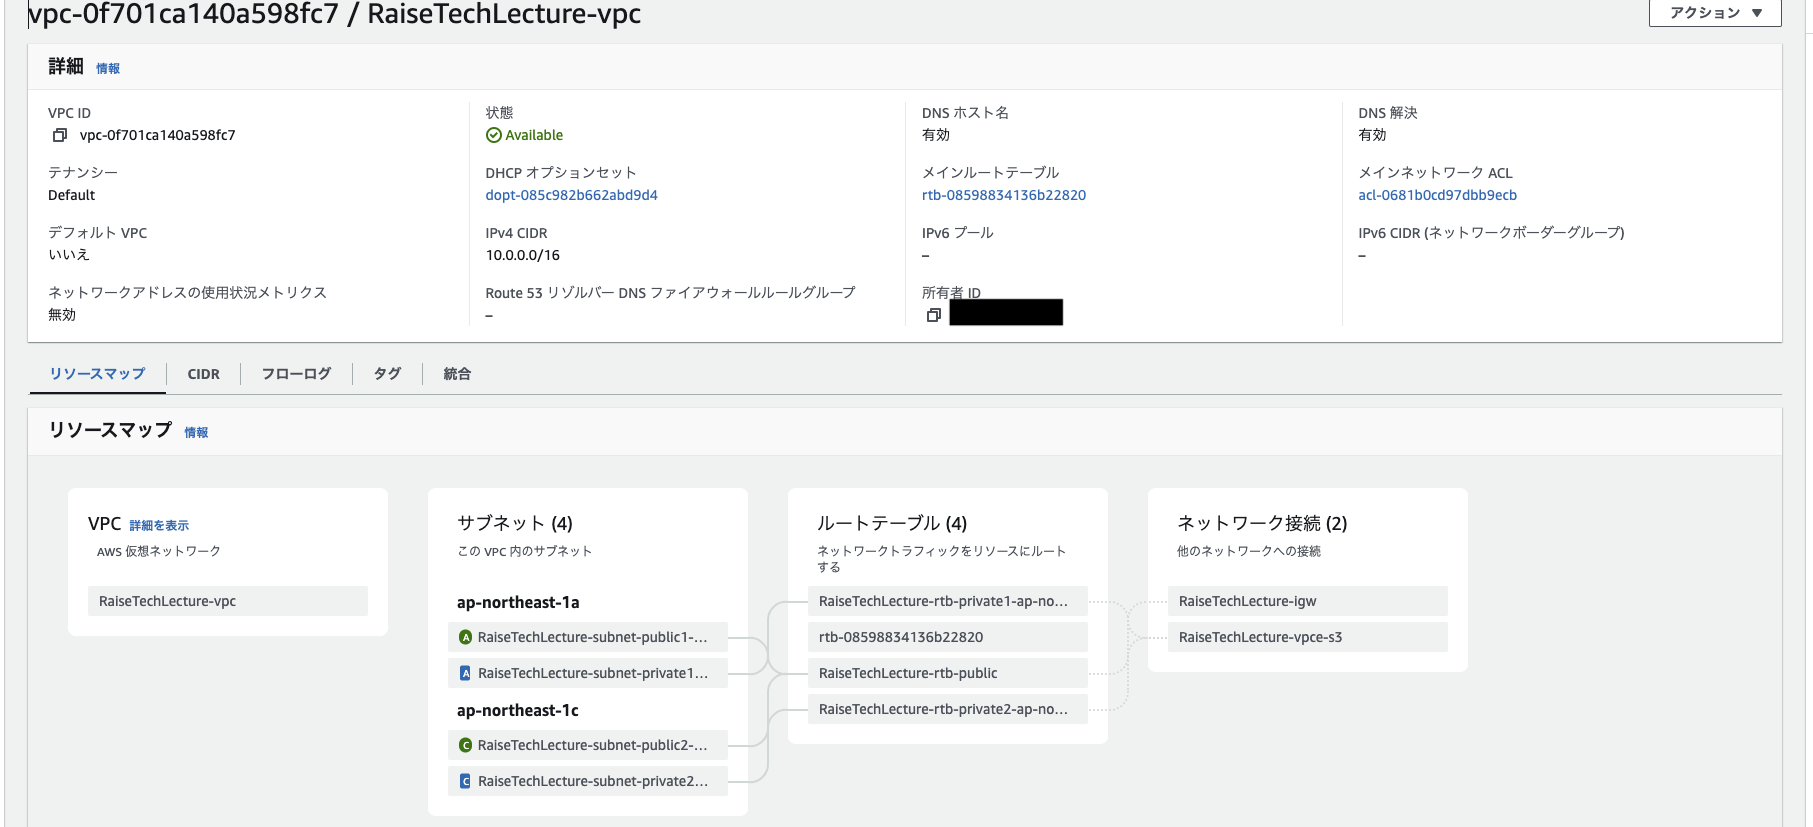 vpc-0f701ca140a598fc7 / RaiseTechLecture-vpc
アクション ▼
詳細 情報
VPC ID
vpc-0f701ca140a598fc7
状態
Available
DNS ホスト名
有効
DNS 解決
有効
テナンシー
Default
DHCP オプションセット
dopt-085c982b662abd9d4
メインルートテーブル
rtb-08598834136b22820
メインネットワーク ACL
acl-0681b0cd97dbb9ecb
デフォルト VPC
いいえ
IPv4 CIDR
10.0.0.0/16
IPv6 プール
–
IPv6 CIDR (ネットワークボーダーグループ)
–
ネットワークアドレスの使用状況メトリクス
無効
Route 53 リゾルバー DNS ファイアウォールルールグループ
–
所有者 ID
リソースマップ
CIDR
フローログ
タグ
統合
リソースマップ 情報
VPC 詳細を表示
AWS 仮想ネットワーク
RaiseTechLecture-vpc
サブネット (4)
この VPC 内のサブネット
ap-northeast-1a
A RaiseTechLecture-subnet-public1-...
A RaiseTechLecture-subnet-private1...
ap-northeast-1c
C RaiseTechLecture-subnet-public2-...
C RaiseTechLecture-subnet-private2...
ルートテーブル (4)
ネットワークトラフィックをリソースにルート
する
RaiseTechLecture-rtb-private1-ap-no...
rtb-08598834136b22820
RaiseTechLecture-rtb-public
RaiseTechLecture-rtb-private2-ap-no...
ネットワーク接続 (2)
他のネットワークへの接続
RaiseTechLecture-igw
RaiseTechLecture-vpce-s3